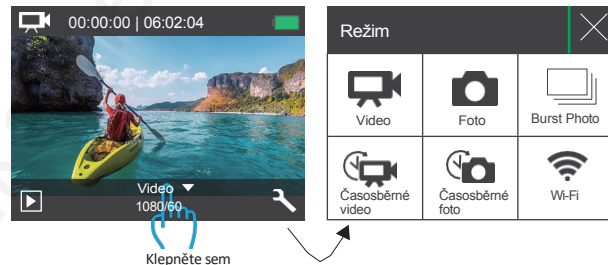 00:00:00 | 06:02:04
Video
1080/60
Klepněte sem
Režim
Video
Foto
Burst Photo
Časosběrné
video
Časosběrné
foto
Wi-Fi